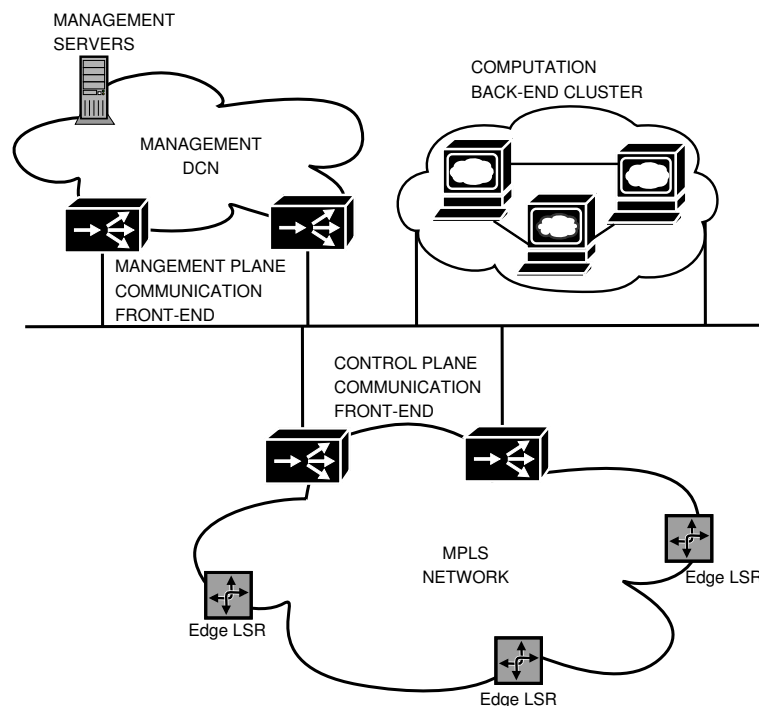 MANAGEMENT
SERVERS
COMPUTATION
BACK-END CLUSTER
MANAGEMENT
DCN
MANGEMENT PLANE
COMMUNICATION
FRONT-END
CONTROL PLANE
COMMUNICATION
FRONT-END
MPLS
NETWORK
Edge LSR
Edge LSR
Edge LSR